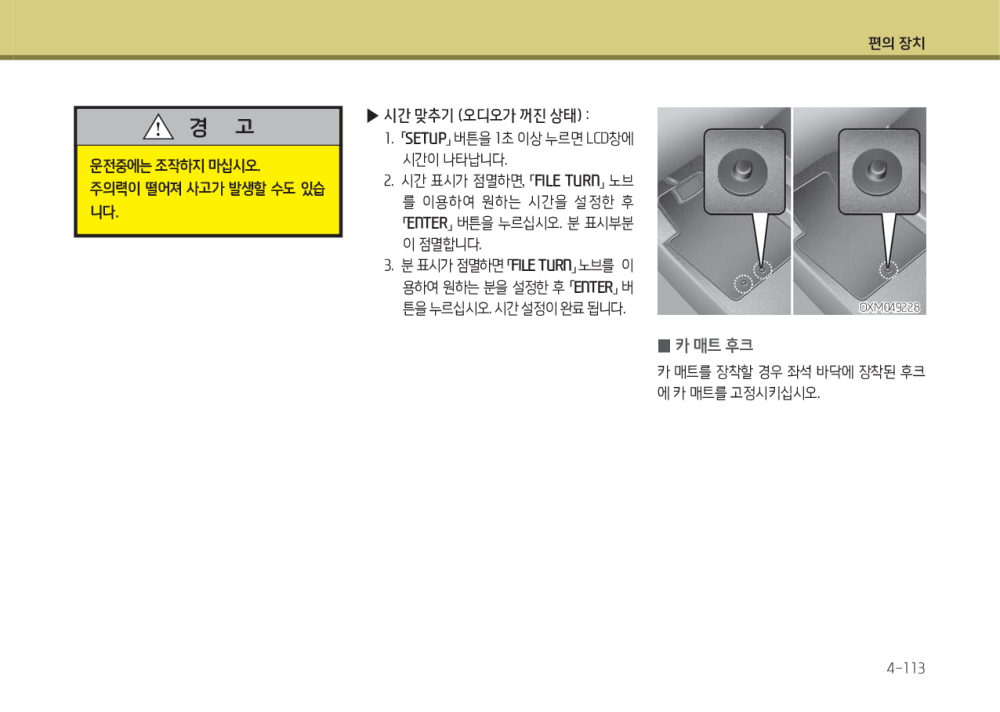 편의 장치
경 고
운전중에는 조작하지 마십시오.
주의력이 떨어져 사고가 발생할 수도 있습
니다.
▶ 시간 맞추기 (오디오가 꺼진 상태) :
1. 「SETUP」 버튼을 1초 이상 누르면 LCD창에
시간이 나타납니다.
2. 시간 표시가 점멸하면, 「FILE TURN」 노브
를 이용하여 원하는 시간을 설정한 후
「ENTER」 버튼을 누르십시오. 분 표시부분
이 점멸합니다.
3. 분 표시가 점멸하면 「FILE TURN」 노브를 이
용하여 원하는 분을 설정한 후 「ENTER」 버
튼을 누르십시오. 시간 설정이 완료 됩니다.
OXM049228
■ 카 매트 후크
카 매트를 장착할 경우 좌석 바닥에 장착된 후크
에 카 매트를 고정시키십시오.
4-113